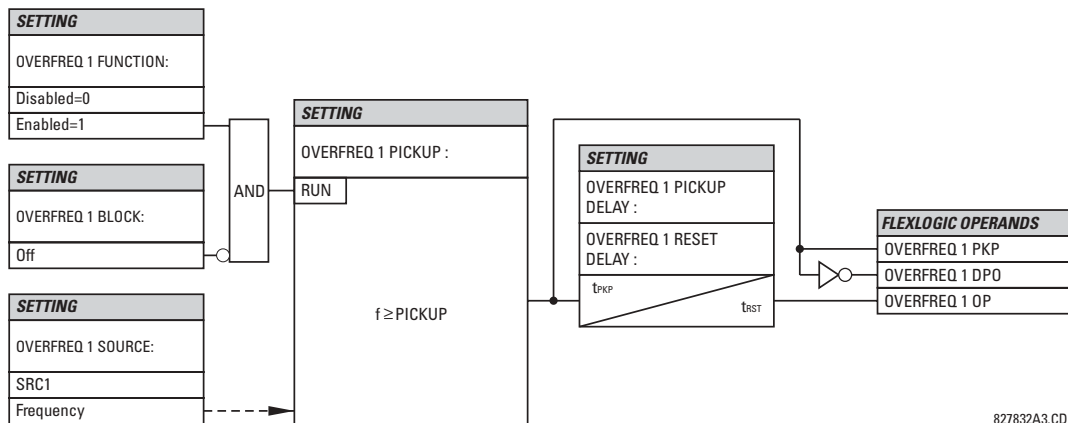 SETTING
OVERFREQ 1 FUNCTION:
Disabled=0
Enabled=1
SETTING
OVERFREQ 1 BLOCK:
Off
SETTING
OVERFREQ 1 SOURCE:
SRC1
Frequency
AND
SETTING
OVERFREQ 1 PICKUP :
RUN
f ≥ PICKUP
SETTING
OVERFREQ 1 PICKUP
DELAY :
OVERFREQ 1 RESET
DELAY :
tPKP
tRST
FLEXLOGIC OPERANDS
OVERFREQ 1 PKP
OVERFREQ 1 DPO
OVERFREQ 1 OP
827832A3.CD